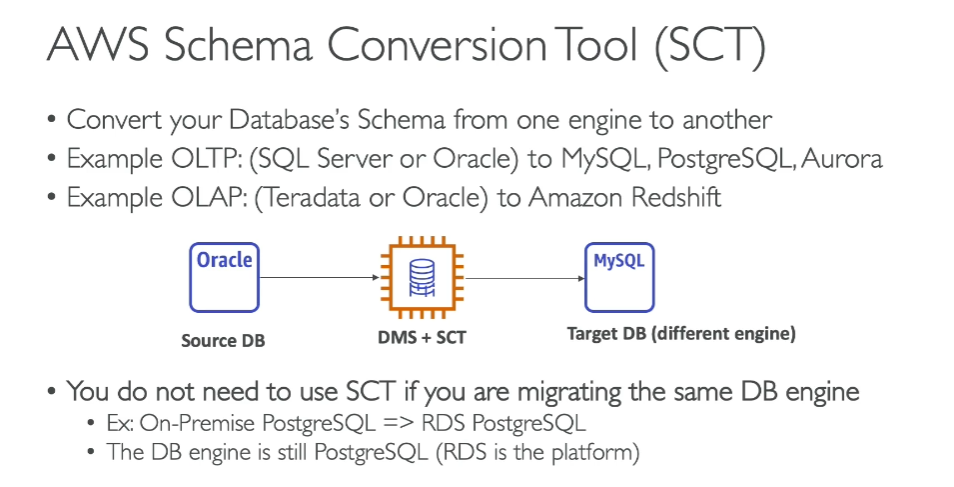 AWS Schema Conversion Tool (SCT)
• Convert your Database's Schema from one engine to another
• Example OLTP: (SQL Server or Oracle) to MySQL, PostgreSQL, Aurora
• Example OLAP: (Teradata or Oracle) to Amazon Redshift
Oracle
MySQL
Source DB
DMS + SCT
Target DB (different engine)
• You do not need to use SCT if you are migrating the same DB engine
• Ex: On-Premise PostgreSQL => RDS PostgreSQL
• The DB engine is still PostgreSQL (RDS is the platform)